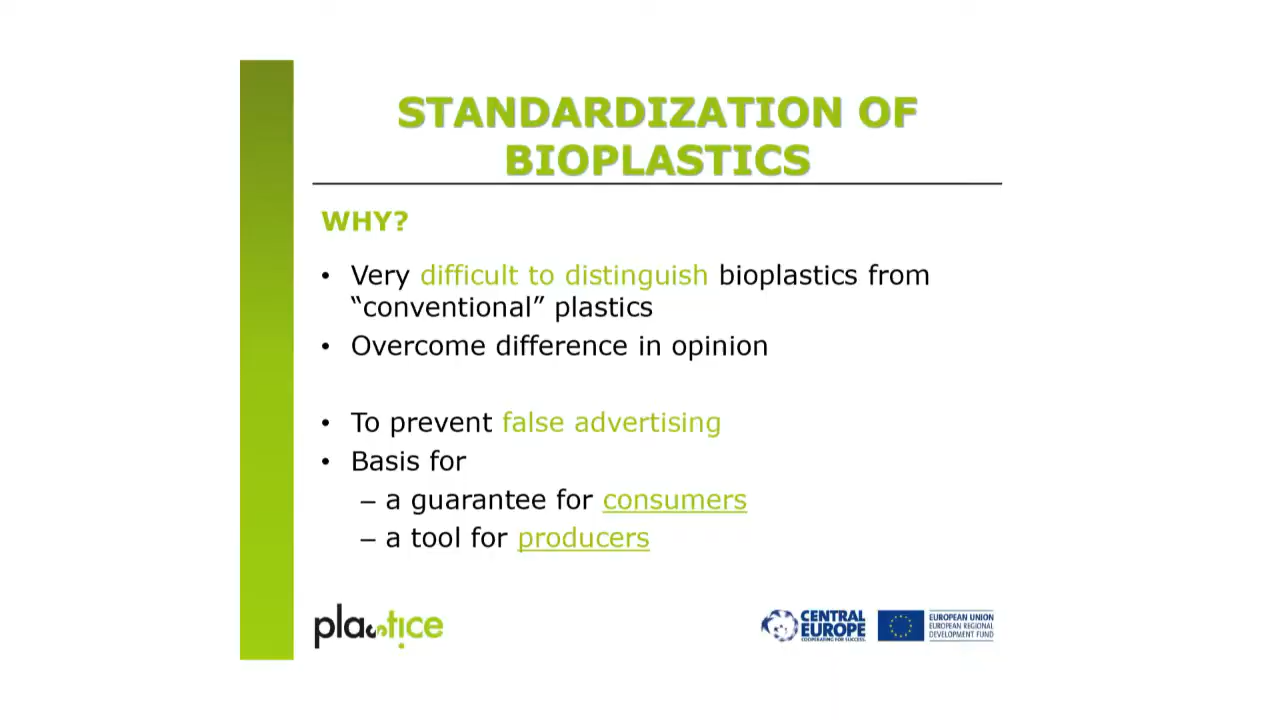 STANDARDIZATION OF
BIOPLASTICS
WHY?
• Very difficult to distinguish bioplastics from
“conventional” plastics
• Overcome difference in opinion
• To prevent false advertising
• Basis for
– a guarantee for consumers
– a tool for producers
plastice
CENTRAL
EUROPE
COOPERATING FOR SUCCESS.
EUROPEAN UNION
EUROPEAN REGIONAL
DEVELOPMENT FUND